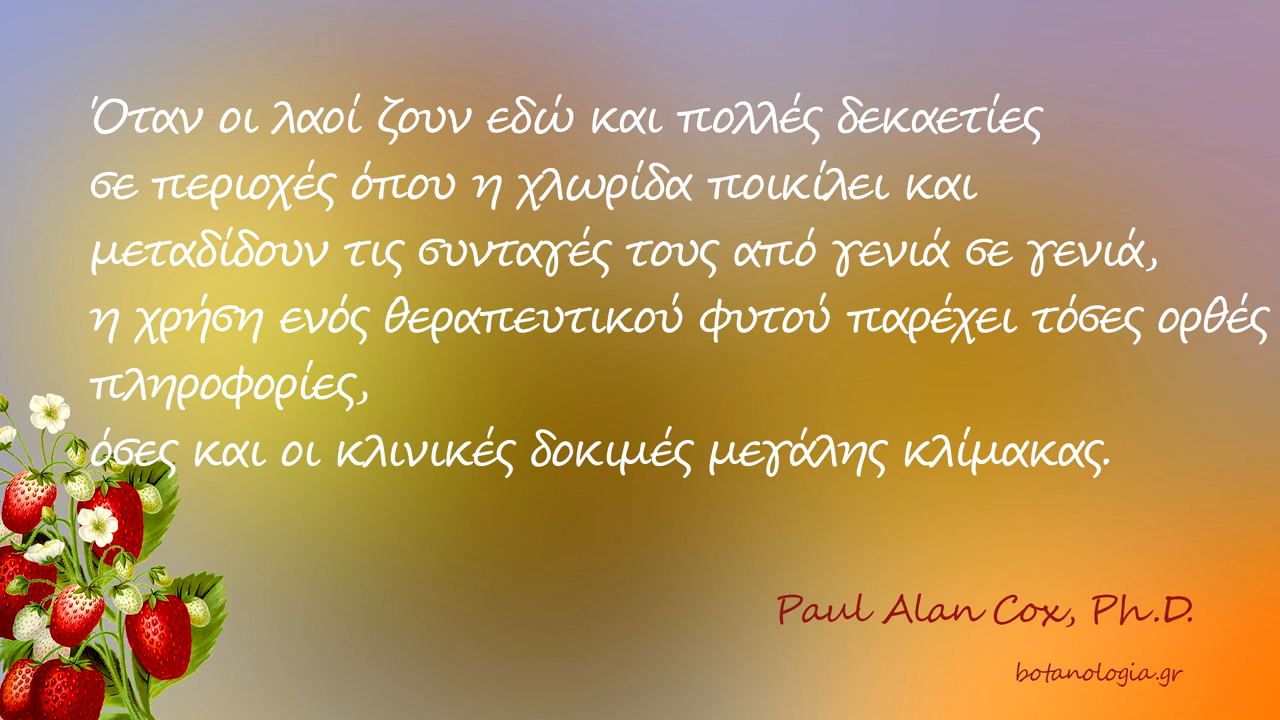 Όταν οι λαοί ζουν εδώ και πολλές δεκαετίες
σε περιοχές όπου η χλωρίδα ποικίλει και
μεταδίδουν τις συνταγές τους από γενιά σε γενιά,
η χρήση ενός θεραπευτικού φυτού παρέχει τόσες ορθές
πληροφορίες,
όσες και οι κλινικές δοκιμές μεγάλης κλίμακας.
Paul Alan Cox, Ph.D.
botanologia.gr